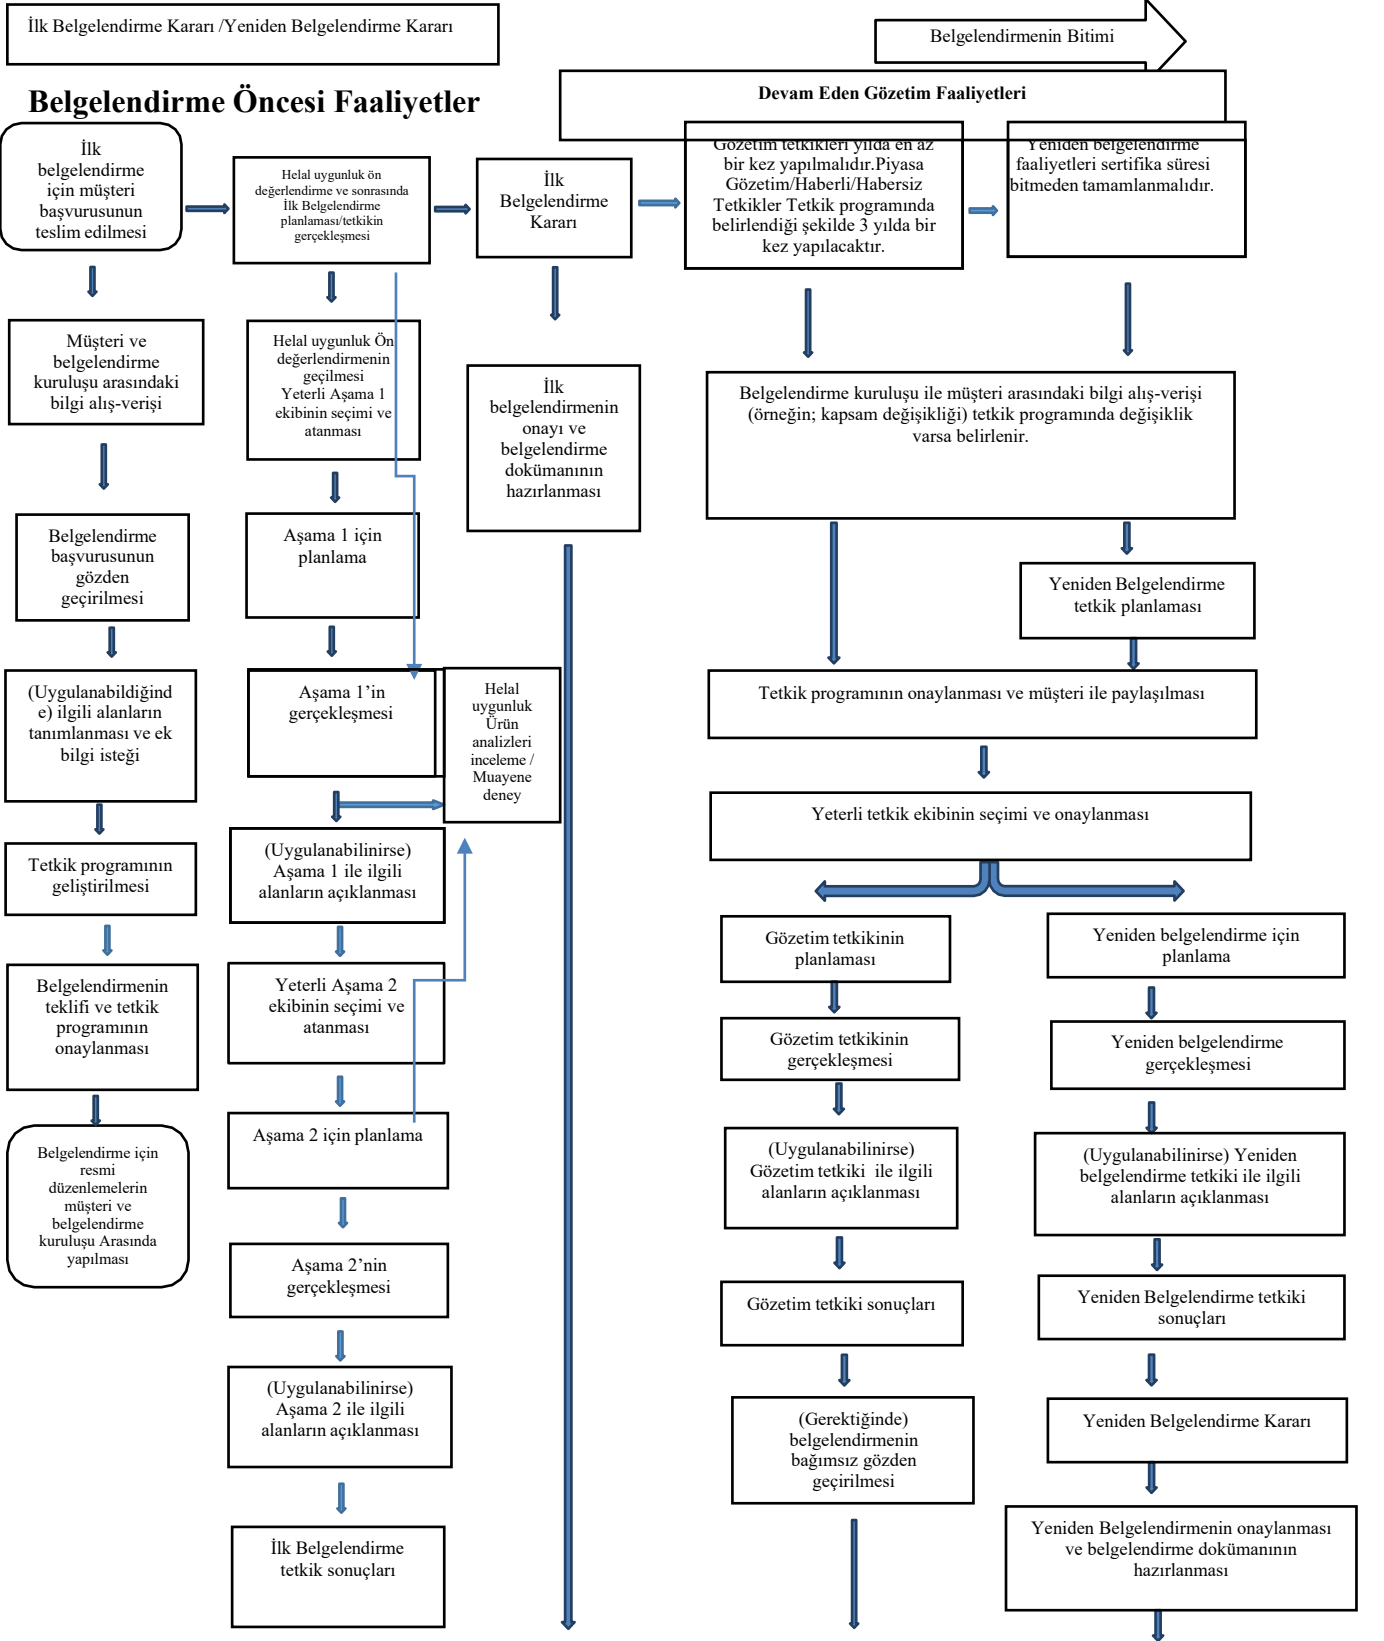 İlk Belgelendirme Kararı /Yeniden Belgelendirme Kararı
Belgelendirmenin Bitimi
Belgelendirme Öncesi Faaliyetler
Devam Eden Gözetim Faaliyetleri
İlk
belgelendirme
için müşteri
başvurusunun
teslim edilmesi
Helal uygunluk ön
değerlendirme ve sonrasında
İlk Belgelendirme
planlaması/tetkikin
gerçekleşmesi
İlk
Belgelendirme
Kararı
Gözetim tetkikleri yılda en az
bir kez yapılmalıdır.Piyasa
Gözetim/Haberli/Habersiz
Tetkikler Tetkik programında
belirlendiği şekilde 3 yılda bir
kez yapılacaktır.
Yeniden belgelendirme
faaliyetleri sertifika süresi
bitmeden tamamlanmalıdır.
Müşteri ve
belgelendirme
kuruluşu arasındaki
bilgi alış-verişi
Belgelendirme
başvurusunun
gözden
geçirilmesi
(Uygulanabildiğind
e) ilgili alanların
tanımlanması ve ek
bilgi isteği
Tetkik programının
geliştirilmesi
Belgelendirmenin
teklifi ve tetkik
programının
onaylanması
Belgelendirme için
resmi
düzenlemelerin
müşteri ve
belgelendirme
kuruluşu Arasında
yapılması
Helal uygunluk Ön
değerlendirmenin
geçilmesi
Yeterli Aşama 1
ekibinin seçimi ve
atanması
Aşama 1 için
planlama
Aşama 1’in
gerçekleşmesi
Helal
uygunluk
Ürün
analizleri
inceleme /
Muayene
deney
(Uygulanabilinirse)
Aşama 1 ile ilgili
alanların açıklanması
Yeterli Aşama 2
ekibinin seçimi ve
atanması
Aşama 2 için planlama
Aşama 2’nin
gerçekleşmesi
(Uygulanabilinirse)
Aşama 2 ile ilgili
alanların açıklanması
İlk Belgelendirme
tetkik sonuçları
İlk
belgelendirmenin
onayı ve
belgelendirme
dokümanının
hazırlanması
Belgelendirme kuruluşu ile müşteri arasındaki bilgi alış-verişi
(örneğin; kapsam değişikliği) tetkik programında değişiklik
varsa belirlenir.
Yeniden Belgelendirme
tetkik planlaması
Tetkik programının onaylanması ve müşteri ile paylaşılması
Yeterli tetkik ekibinin seçimi ve onaylanması
Gözetim tetkikinin
planlaması
Gözetim tetkikinin
gerçekleşmesi
(Uygulanabilinirse)
Gözetim tetkiki ile ilgili
alanların açıklanması
Gözetim tetkiki sonuçları
(Gerektiğinde)
belgelendirmenin
bağımsız gözden
geçirilmesi
Yeniden belgelendirme için
planlama
Yeniden belgelendirme
gerçekleşmesi
(Uygulanabilinirse) Yeniden
belgelendirme tetkiki ile ilgili
alanların açıklanması
Yeniden Belgelendirme tetkiki
sonuçları
Yeniden Belgelendirme Kararı
Yeniden Belgelendirmenin onaylanması
ve belgelendirme dokümanının
hazırlanması